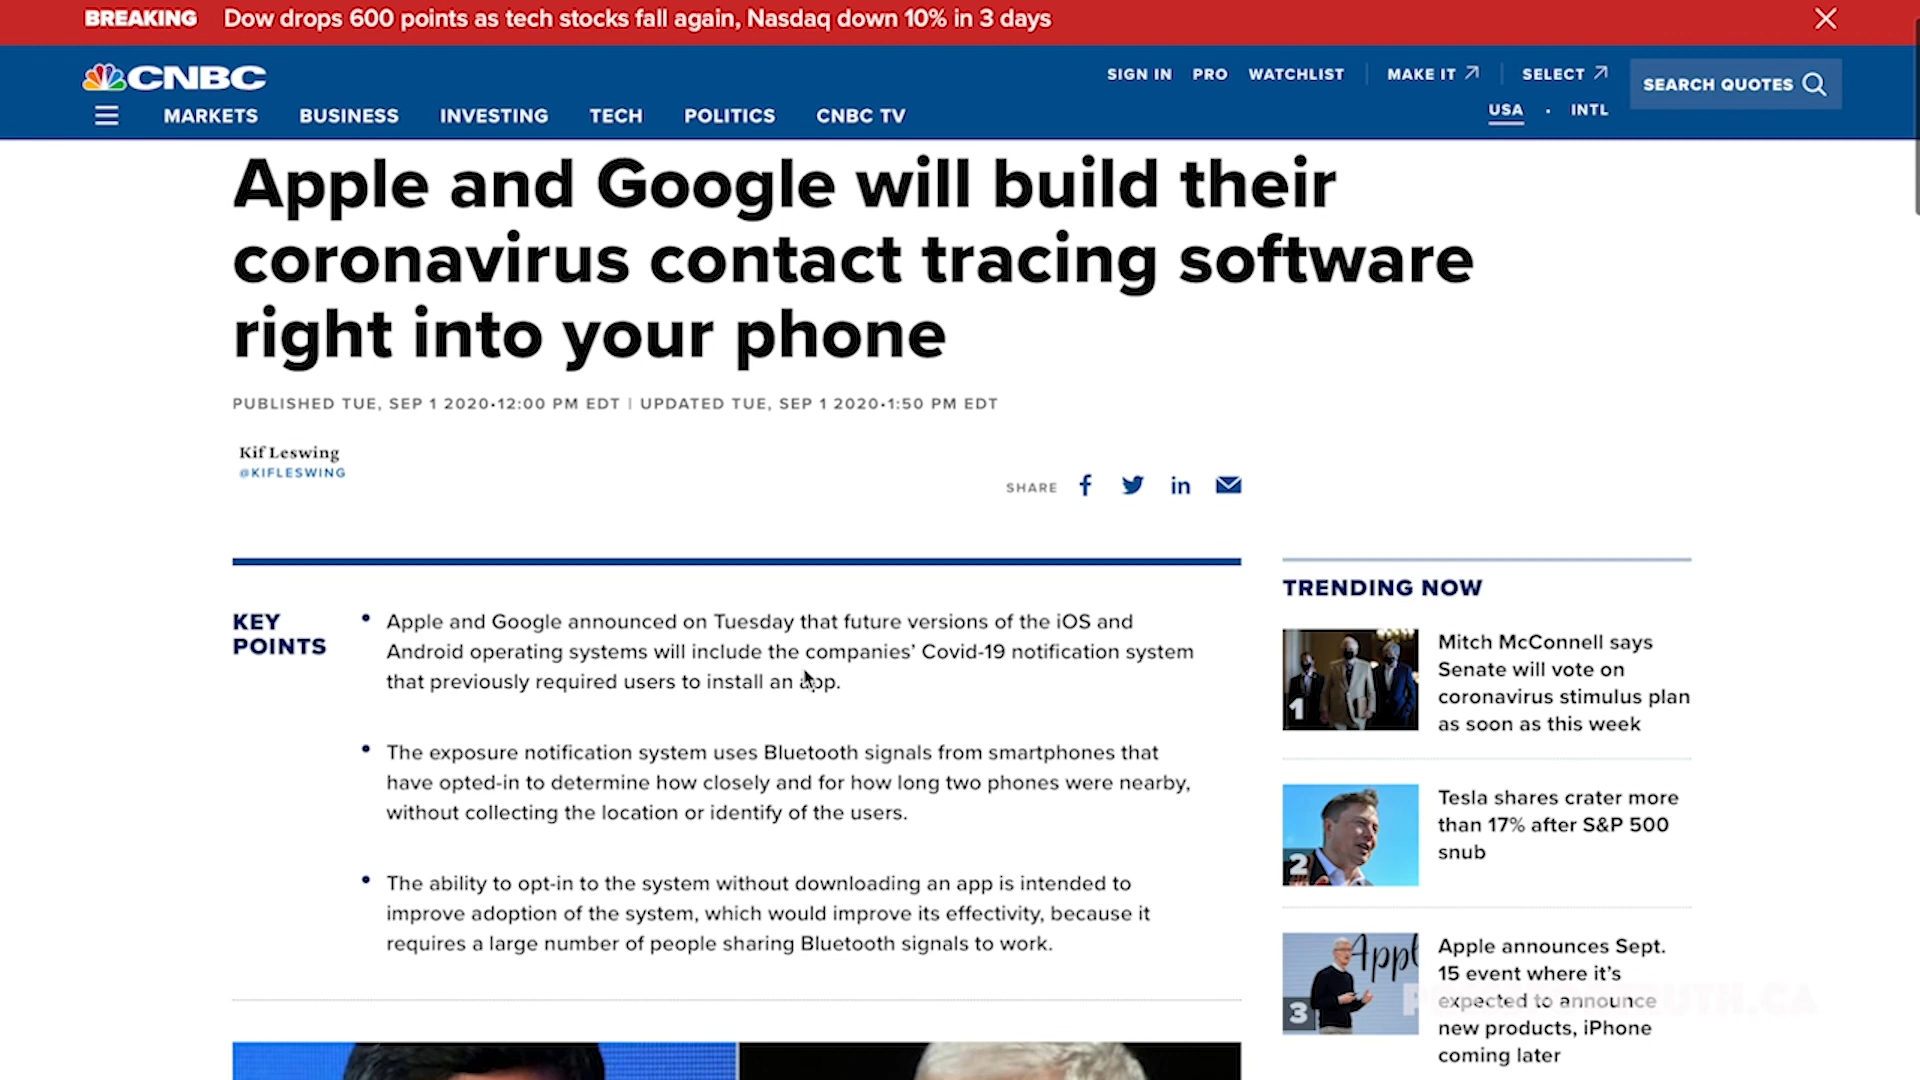 BREAKING Dow drops 600 points as tech stocks fall again, Nasdaq down 10% in 3 days
CNBC
SIGN IN PRO WATCHLIST MAKE IT SELECT
SEARCH QUOTES
MARKETS BUSINESS INVESTING TECH POLITICS CNBC TV
USA · INTL
Apple and Google will build their
coronavirus contact tracing software
right into your phone
PUBLISHED TUE, SEP 1 2020•12:00 PM EDT | UPDATED TUE, SEP 1 2020•1:50 PM EDT
Kif Leswing
@KIFLESWING
SHARE
KEY
POINTS
• Apple and Google announced on Tuesday that future versions of the iOS and
Android operating systems will include the companies’ Covid-19 notification system
that previously required users to install an app.
• The exposure notification system uses Bluetooth signals from smartphones that
have opted-in to determine how closely and for how long two phones were nearby,
without collecting the location or identify of the users.
• The ability to opt-in to the system without downloading an app is intended to
improve adoption of the system, which would improve its effectivity, because it
requires a large number of people sharing Bluetooth signals to work.
TRENDING NOW
1
Mitch McConnell says
Senate will vote on
coronavirus stimulus plan
as soon as this week
2
Tesla shares crater more
than 17% after S&P 500
snub
3
Apple announces Sept.
15 event where it’s
expected to announce
new products, iPhone
coming later